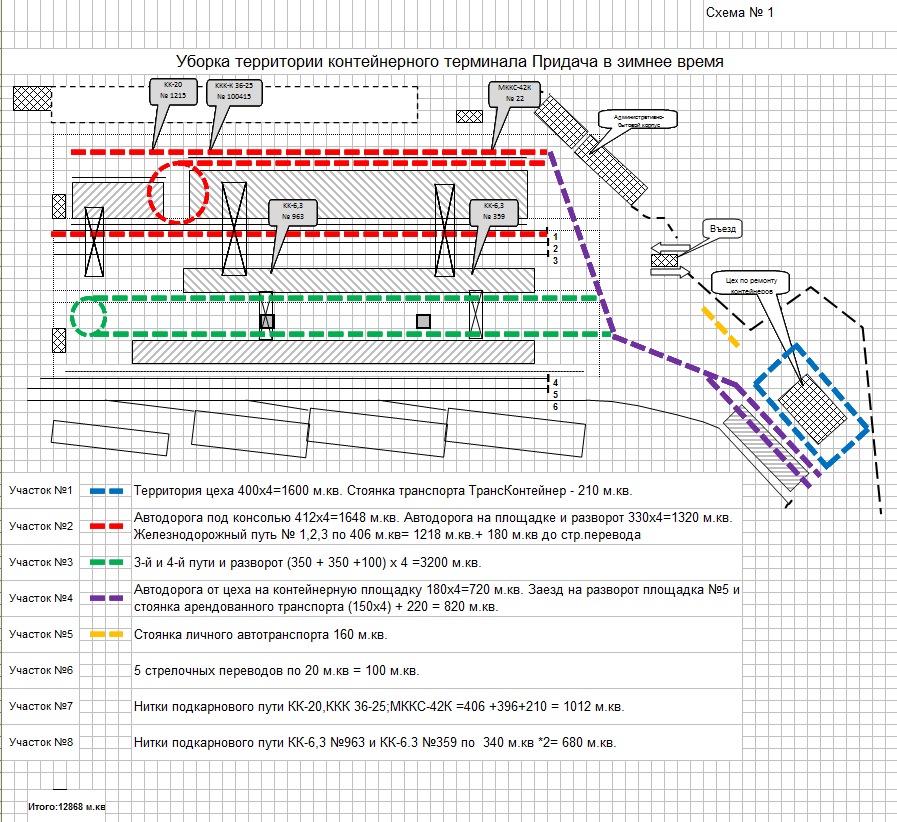 Схема № 1
Уборка территории контейнерного терминала Придача в зимнее время
КК-20
№ 1215
ККК-К 36-25
№ 100415
МККС-42К
№ 22
Административно-
бытовой корпус
КК-6,3
№ 963
КК-6,3
№ 359
Въезд
1
2
3
Цех по ремонту
контейнеров
4
5
6
Участок №1 Территория цеха 400х4=1600 м.кв. Стоянка транспорта ТрансКонтейнер - 210 м.кв.
Участок №2 Автодорога под консолью 412х4=1648 м.кв. Автодорога на площадке и разворот 330х4=1320 м.кв.
Железнодорожный путь № 1,2,3 по 406 м.кв= 1218 м.кв.+ 180 м.кв до стр.перевода
Участок №3 3-й и 4-й пути и разворот (350 + 350 +100) х 4 =3200 м.кв.
Участок №4 Автодорога от цеха на контейнерную площадку 180х4=720 м.кв. Заезд на разворот площадка №5 и
стоянка арендованного транспорта (150х4) + 220 = 820 м.кв.
Участок №5 Стоянка личного автотранспорта 160 м.кв.
Участок №6 5 стрелочных переводов по 20 м.кв = 100 м.кв.
Участок №7 Нитки подкарнового пути КК-20,ККК 36-25;МККС-42К =406 +396+210 = 1012 м.кв.
Участок №8 Нитки подкарнового пути КК-6,3 №963 и КК-6.3 №359 по 340 м.кв *2= 680 м.кв.
Итого:12868 м.кв